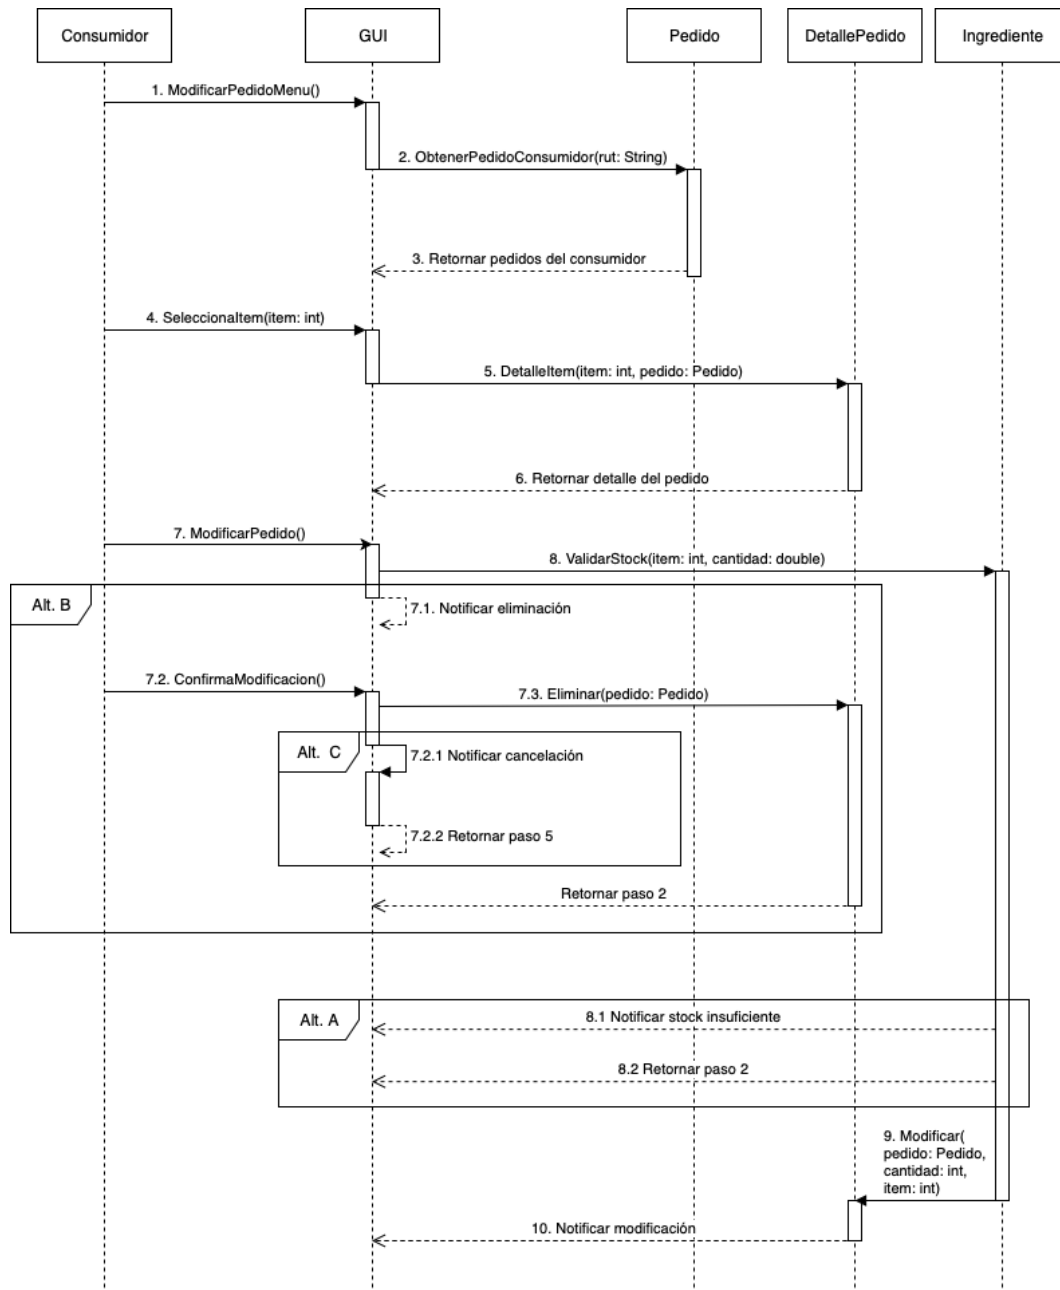 Consumidor
GUI
Pedido
DetallePedido
Ingrediente
1. ModificarPedidoMenu()
2. ObtenerPedidoConsumidor(rut: String)
3. Retornar pedidos del consumidor
4. SeleccionaItem(item: int)
5. DetalleItem(item: int, pedido: Pedido)
6. Retornar detalle del pedido
7. ModificarPedido()
8. ValidarStock(item: int, cantidad: double)
Alt. B
7.1. Notificar eliminación
7.2. ConfirmaModificacion()
7.3. Eliminar(pedido: Pedido)
Alt. C
7.2.1 Notificar cancelación
7.2.2 Retornar paso 5
Retornar paso 2
Alt. A
8.1 Notificar stock insuficiente
8.2 Retornar paso 2
9. Modificar(
pedido: Pedido,
cantidad: int,
item: int)
10. Notificar modificación